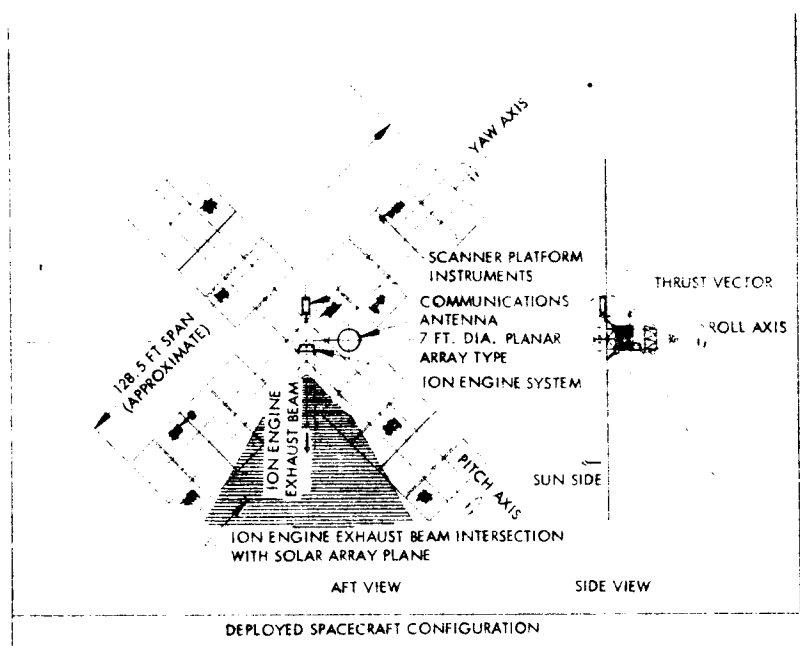 YAW AXIS
SCANNER PLATFORM
INSTRUMENTS
THRUST VECTOR
COMMUNICATIONS
ANTENNA
ROLL AXIS
7 FT. DIA. PLANAR
ARRAY TYPE
128.5 FT SPAN
(APPROXIMATE)
ION ENGINE SYSTEM
ION ENGINE
EXHAUST BEAM
PITCH AXIS
SUN SIDE
ION ENGINE EXHAUST BEAM INTERSECTION
WITH SOLAR ARRAY PLANE
AFT VIEW
SIDE VIEW
DEPLOYED SPACECRAFT CONFIGURATION